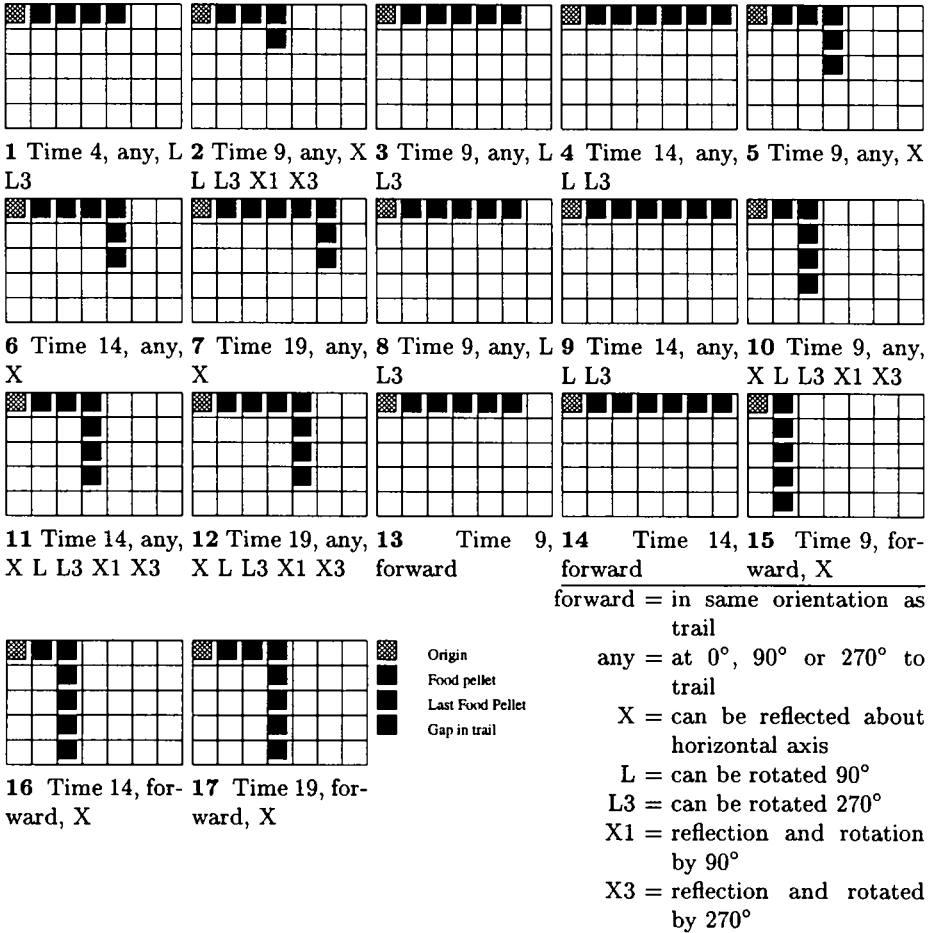 1 Time 4, any, L
L3
2 Time 9, any, X
L L3 X1 X3
3 Time 9, any, L
L3
4 Time 14, any,
L L3
5 Time 9, any, X
6 Time 14, any,
X
7 Time 19, any,
X
8 Time 9, any, L
L3
9 Time 14, any,
L L3
10 Time 9, any,
X L L3 X1 X3
11 Time 14, any,
X L L3 X1 X3
12 Time 19, any,
X L L3 X1 X3
13 Time 9,
forward
14 Time 14,
forward
15 Time 9, for-
ward, X
16 Time 14, for-
ward, X
17 Time 19, for-
ward, X
Origin
Food pellet
Last Food Pellet
Gap in trail
forward = in same orientation as
trail
any = at 0°, 90° or 270° to
trail
X = can be reflected about
horizontal axis
L = can be rotated 90°
L3 = can be rotated 270°
X1 = reflection and rotation
by 90°
X3 = reflection and rotated
by 270°